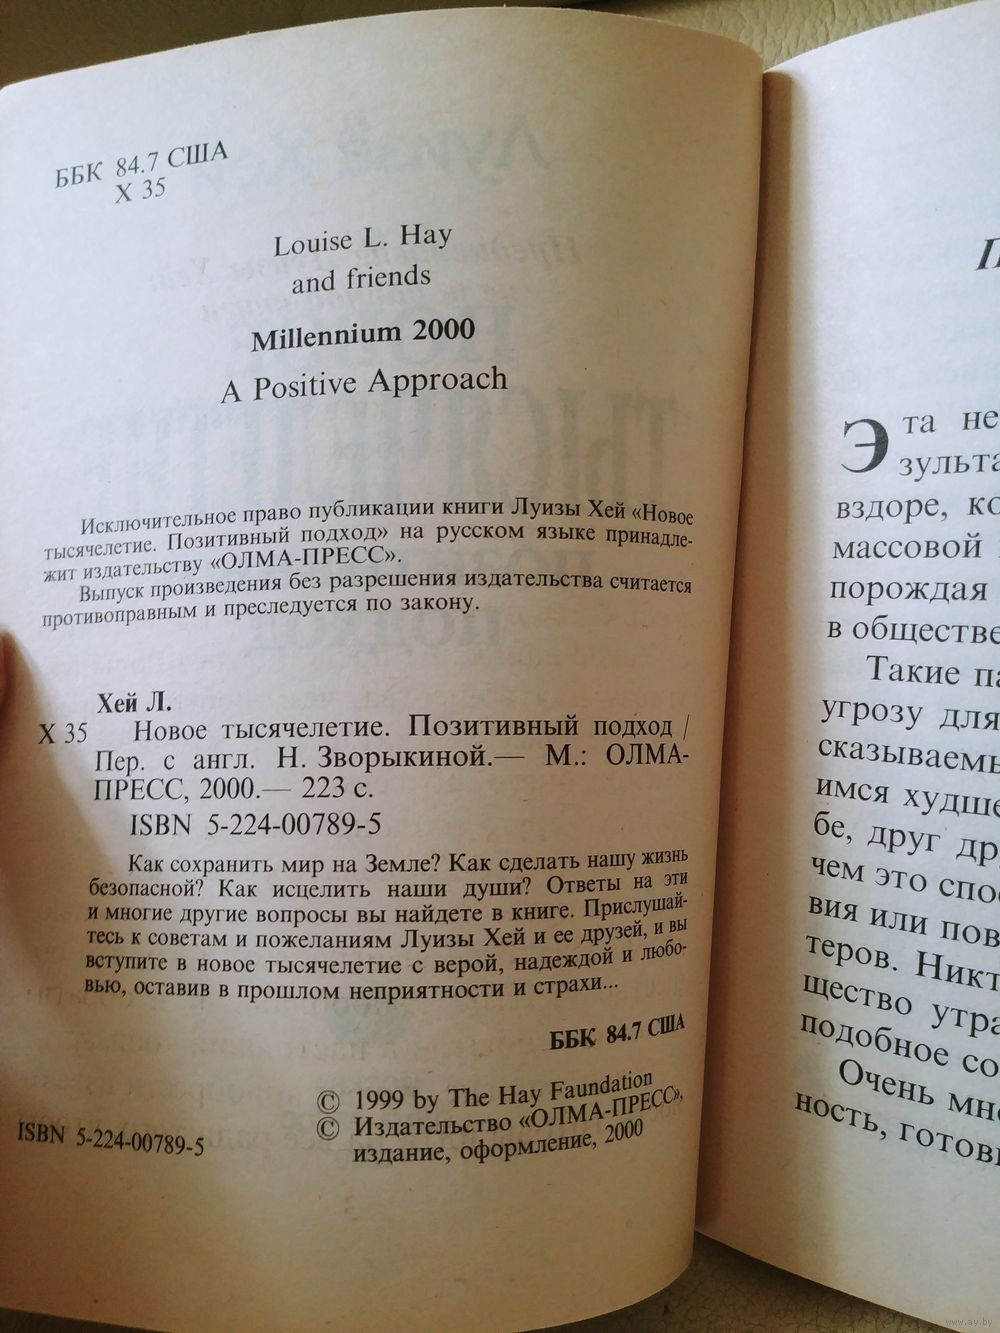 ББК 84.7 США
Х 35
Louise L. Hay
and friends
Millennium 2000
A Positive Approach
Исключительное право публикации книги Луизы Хей «Новое
тысячелетие. Позитивный подход» на русском языке принадле-
жит издательству «ОЛМА-ПРЕСС».
Выпуск произведения без разрешения издательства считается
противоправным и преследуется по закону.
Хей Л.
Х 35 Новое тысячелетие. Позитивный подход /
Пер. с англ. Н. Зворыкиной.— М.: ОЛМА-
ПРЕСС, 2000.— 223 с.
ISBN 5-224-00789-5
Как сохранить мир на Земле? Как сделать нашу жизнь
безопасной? Как исцелить наши души? Ответы на эти
и многие другие вопросы вы найдете в книге. Прислушай-
тесь к советам и пожеланиям Луизы Хей и ее друзей, и вы
вступите в новое тысячелетие с верой, надеждой и любо-
вью, оставив в прошлом неприятности и страхи...
ББК 84.7 США
© 1999 by The Hay Faundation
© Издательство «ОЛМА-ПРЕСС»,
издание, оформление, 2000
ISBN 5-224-00789-5
Эта не
зульта
вздоре, ко
массовой
порождая
в обществе
Такие па
угрозу для
сказываемь
имся худше
бе, друг др
чем это спос
вия или пов
теров. Никт
щество утра
подобное со
Очень мно
ность, готов
www.ay.by